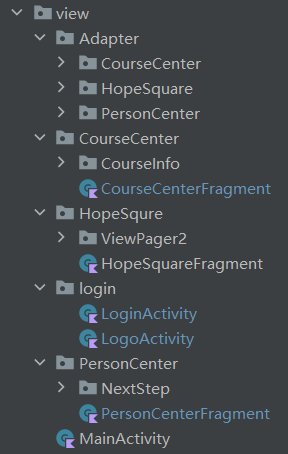 view
Adapter
CourseCenter
HopeSquare
PersonCenter
CourseCenter
CourseInfo
CourseCenterFragment
HopeSqure
ViewPager2
HopeSquareFragment
login
LoginActivity
LogoActivity
PersonCenter
NextStep
PersonCenterFragment
MainActivity